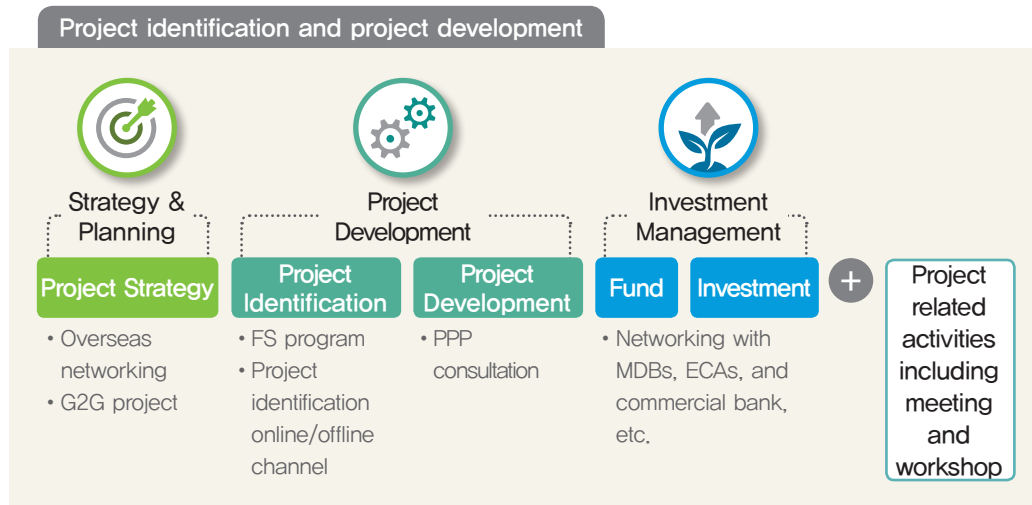 Project identification and project development
Strategy &
Planning
Project
Development
Investment
Management
Project Strategy
Project
Identification
Project
Development
Fund
Investment
+
• Overseas
networking
• G2G project
• FS program
• Project
identification
online/offline
channel
• PPP
consultation
• Networking with
MDBs, ECAs, and
commercial bank,
etc.
Project
related
activities
including
meeting
and
workshop